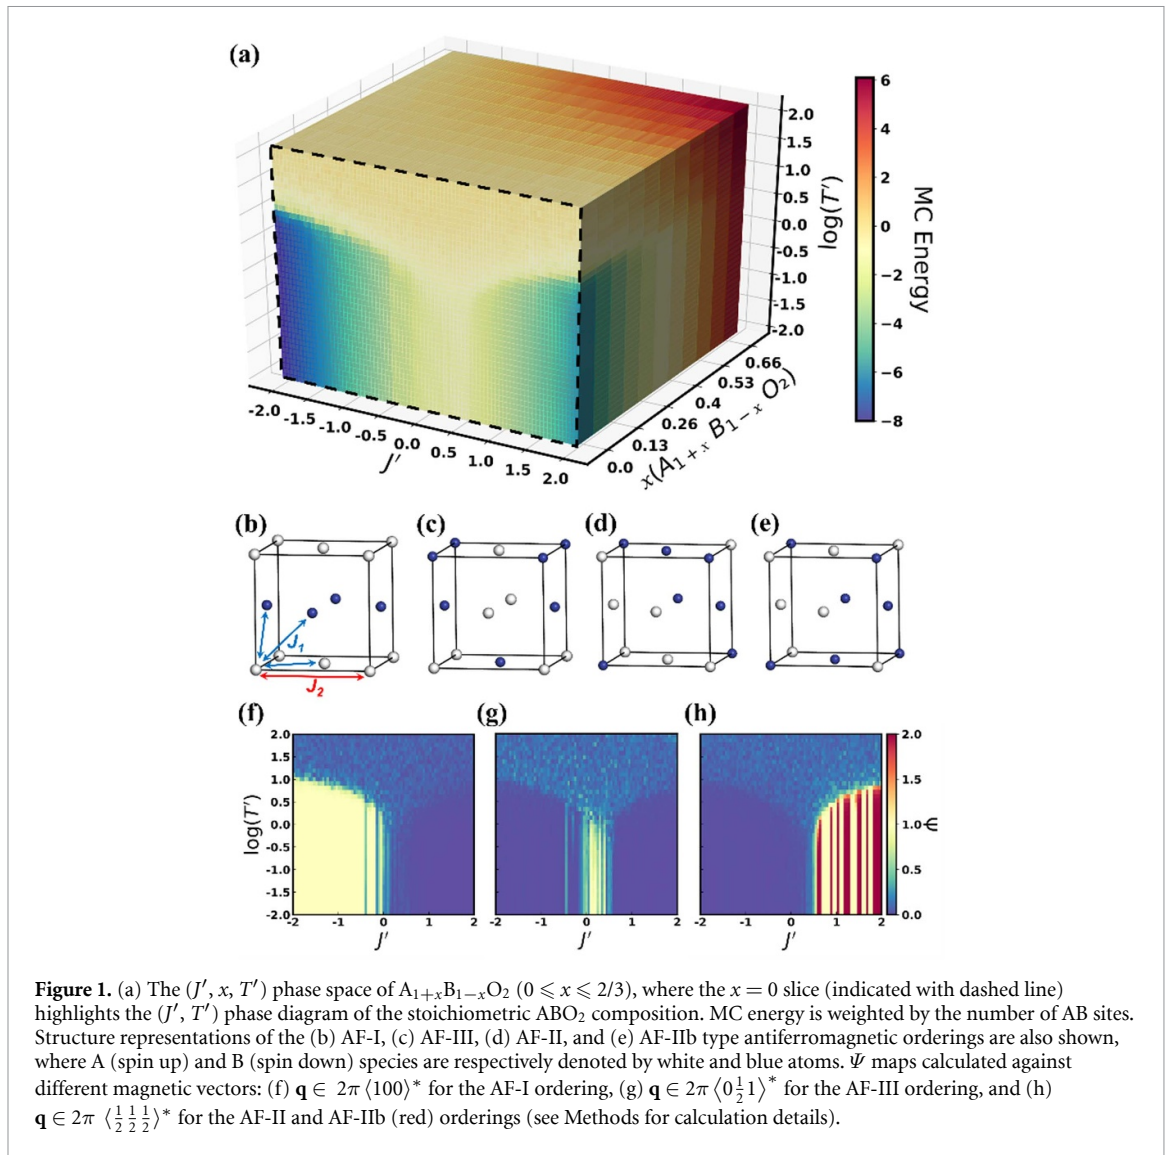 (a)
6
4
2
0
−2
−4
−6
−8
MC Energy
2.0
1.5
1.0
0.5
0.0
-0.5
-1.0
-1.5
-2.0
log(T′)
0.66
0.53
0.4
0.26
0.13
0.0
x(A₁₊ₓ B₁₋ₓ O₂)
-2.0 -1.5 -1.0 -0.5 0.0 0.5 1.0 1.5 2.0
J′
(b) (c) (d) (e)
J₁
J₂
(f) (g) (h)
2.0
1.5
1.0
0.5
0.0
-0.5
-1.0
-1.5
-2.0
log(T′)
-2 -1 0 1 2
J′
-2 -1 0 1 2
J′
-2 -1 0 1 2
J′
2.0
1.5
1.0
0.5
0.0
Ψ
Figure 1. (a) The (J′, x, T′) phase space of A₁₊ₓB₁₋ₓO₂ (0 ⩽ x ⩽ 2/3), where the x = 0 slice (indicated with dashed line)
highlights the (J′, T′) phase diagram of the stoichiometric ABO₂ composition. MC energy is weighted by the number of AB sites.
Structure representations of the (b) AF-I, (c) AF-III, (d) AF-II, and (e) AF-IIb type antiferromagnetic orderings are also shown,
where A (spin up) and B (spin down) species are respectively denoted by white and blue atoms. Ψ maps calculated against
different magnetic vectors: (f) q ∈ 2π ⟨100⟩* for the AF-I ordering, (g) q ∈ 2π ⟨0 ½ 1⟩* for the AF-III ordering, and (h)
q ∈ 2π ⟨½ ½ ½⟩* for the AF-II and AF-IIb (red) orderings (see Methods for calculation details).